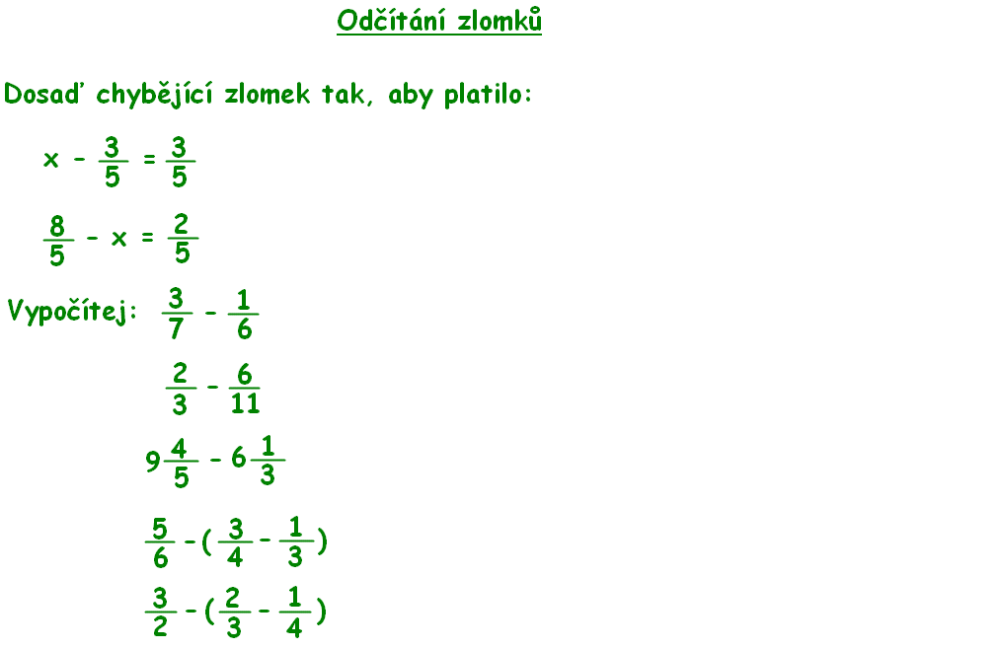 Odčítání zlomků
Dosaď chybějící zlomek tak, aby platilo:
x - 3/5 = 3/5
8/5 - x = 2/5
Vypočítej: 3/7 - 1/6
2/3 - 6/11
9 4/5 - 6 1/3
5/6 - ( 3/4 - 1/3 )
3/2 - ( 2/3 - 1/4 )